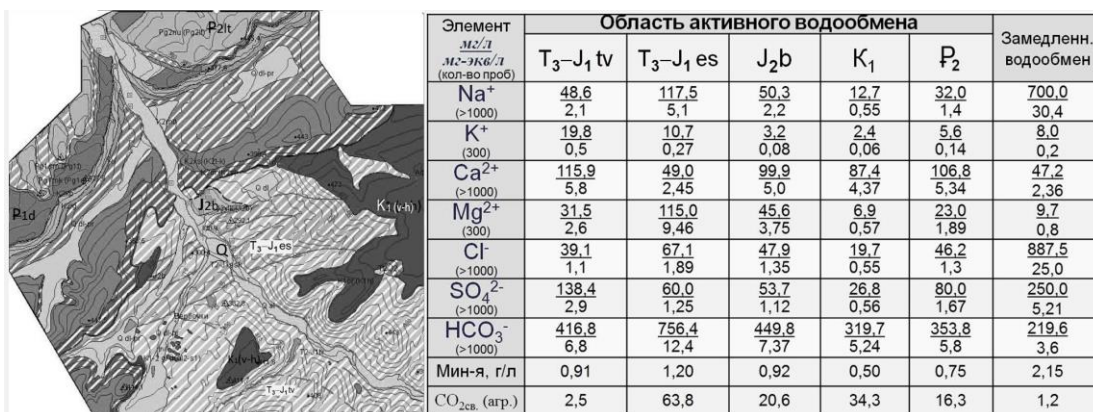 P₂lt
Pg2nu (Pg2l)
Q dl-pr
K2nsl (K2l-k)
P₁d
J₂b
K₁(v-h)
T₃–J₁es
Q
Вербочки
K₁(v-h)
T₃–J₁tv
Элемент Область активного водообмена Замедленн. водообмен
мг/л
мг-экв/л
(кол-во проб) T₃–J₁ tv T₃–J₁ es J₂b K₁ P₂
Na⁺ 48,6 117,5 50,3 12,7 32,0 700,0
(>1000) 2,1 5,1 2,2 0,55 1,4 30,4
K⁺ 19,8 10,7 3,2 2,4 5,6 8,0
(300) 0,5 0,27 0,08 0,06 0,14 0,2
Ca²⁺ 115,9 49,0 99,9 87,4 106,8 47,2
(>1000) 5,8 2,45 5,0 4,37 5,34 2,36
Mg²⁺ 31,5 115,0 45,6 6,9 23,0 9,7
(300) 2,6 9,46 3,75 0,57 1,89 0,8
Cl⁻ 39,1 67,1 47,9 19,7 46,2 887,5
(>1000) 1,1 1,89 1,35 0,55 1,3 25,0
SO₄²⁻ 138,4 60,0 53,7 26,8 80,0 250,0
(>1000) 2,9 1,25 1,12 0,56 1,67 5,21
HCO₃⁻ 416,8 756,4 449,8 319,7 353,8 219,6
(>1000) 6,8 12,4 7,37 5,24 5,8 3,6
Мин-я, г/л 0,91 1,20 0,92 0,50 0,75 2,15
CO₂св. (агр.) 2,5 63,8 20,6 34,3 16,3 1,2